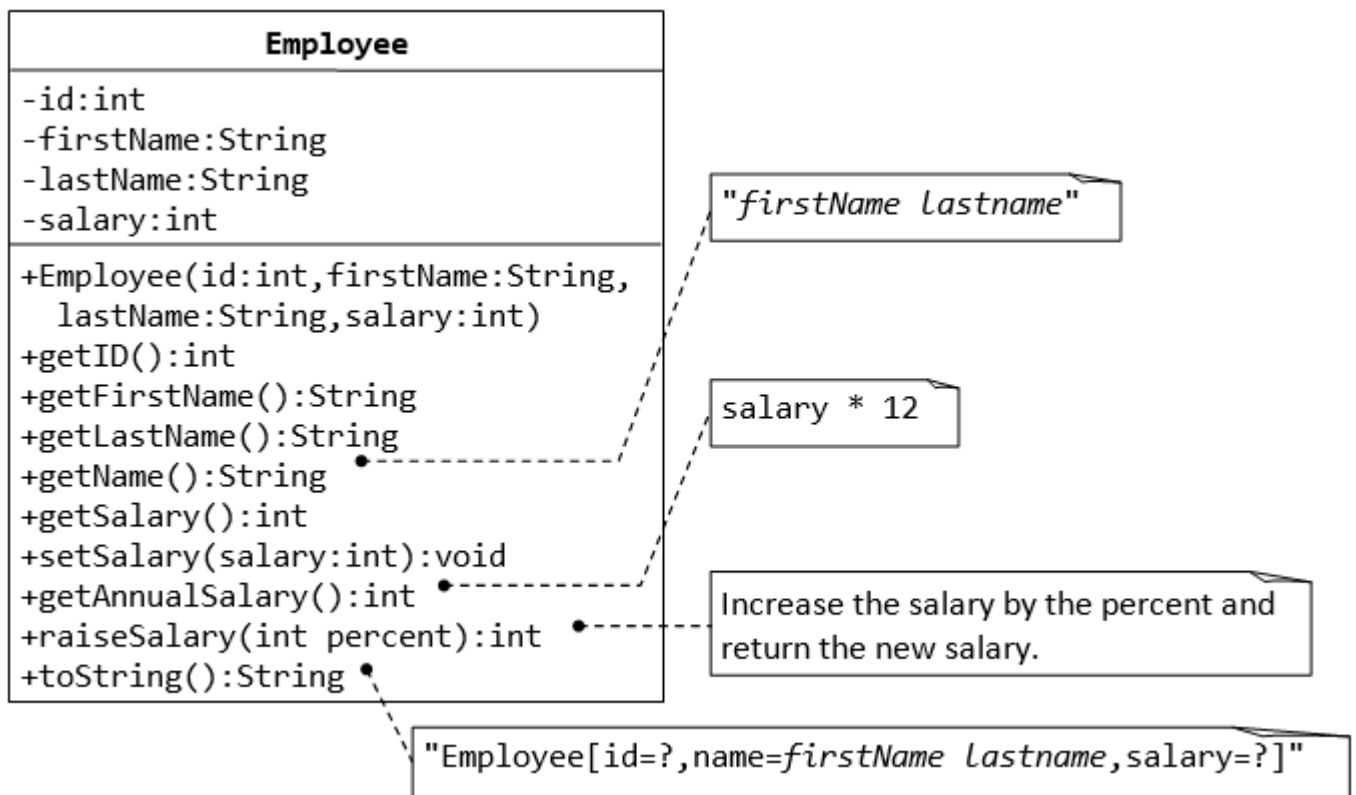 Employee
-id:int
-firstName:String
-lastName:String
-salary:int
+Employee(id:int,firstName:String,
lastName:String,salary:int)
+getID():int
+getFirstName():String
+getLastName():String
+getName():String
+getSalary():int
+setSalary(salary:int):void
+getAnnualSalary():int
+raiseSalary(int percent):int
+toString():String
"firstName lastname"
salary * 12
Increase the salary by the percent and
return the new salary.
"Employee[id=?,name=firstName lastname,salary=?]"